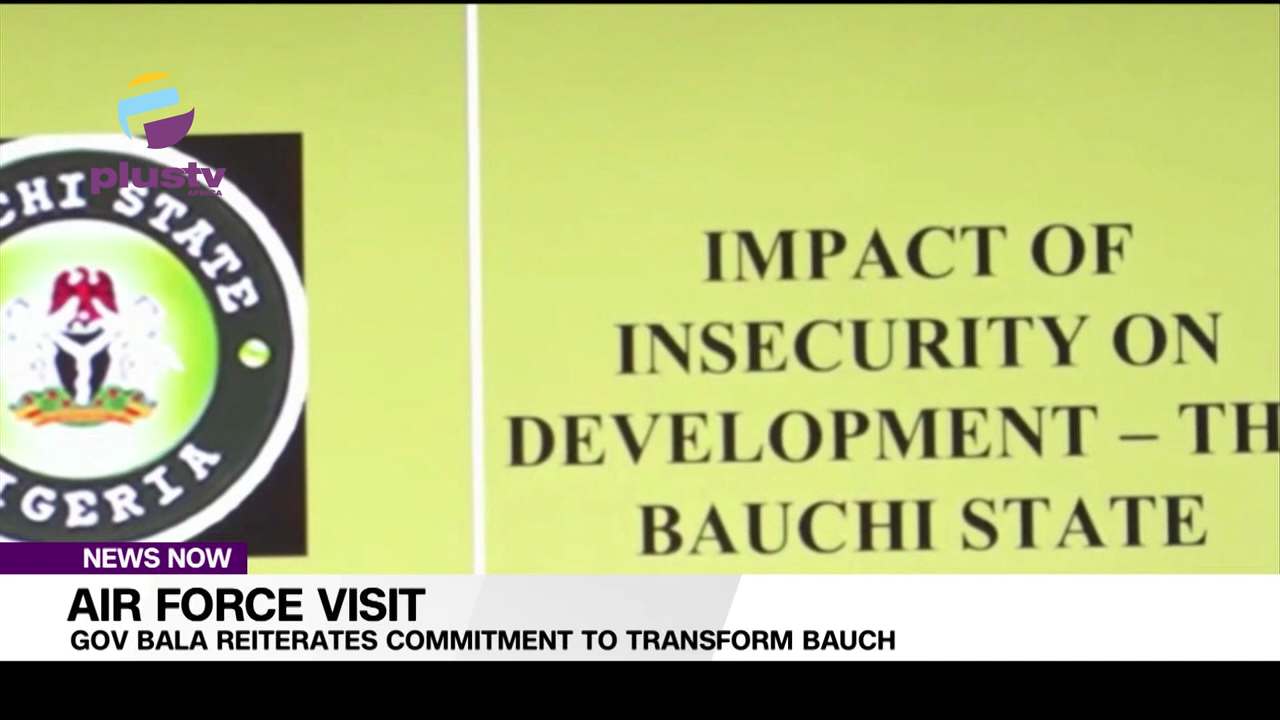 plustv
AFRICA
CHI STATE
IGERIA
IMPACT OF
INSECURITY ON
DEVELOPMENT – TH
BAUCHI STATE
NEWS NOW
AIR FORCE VISIT
GOV BALA REITERATES COMMITMENT TO TRANSFORM BAUCH